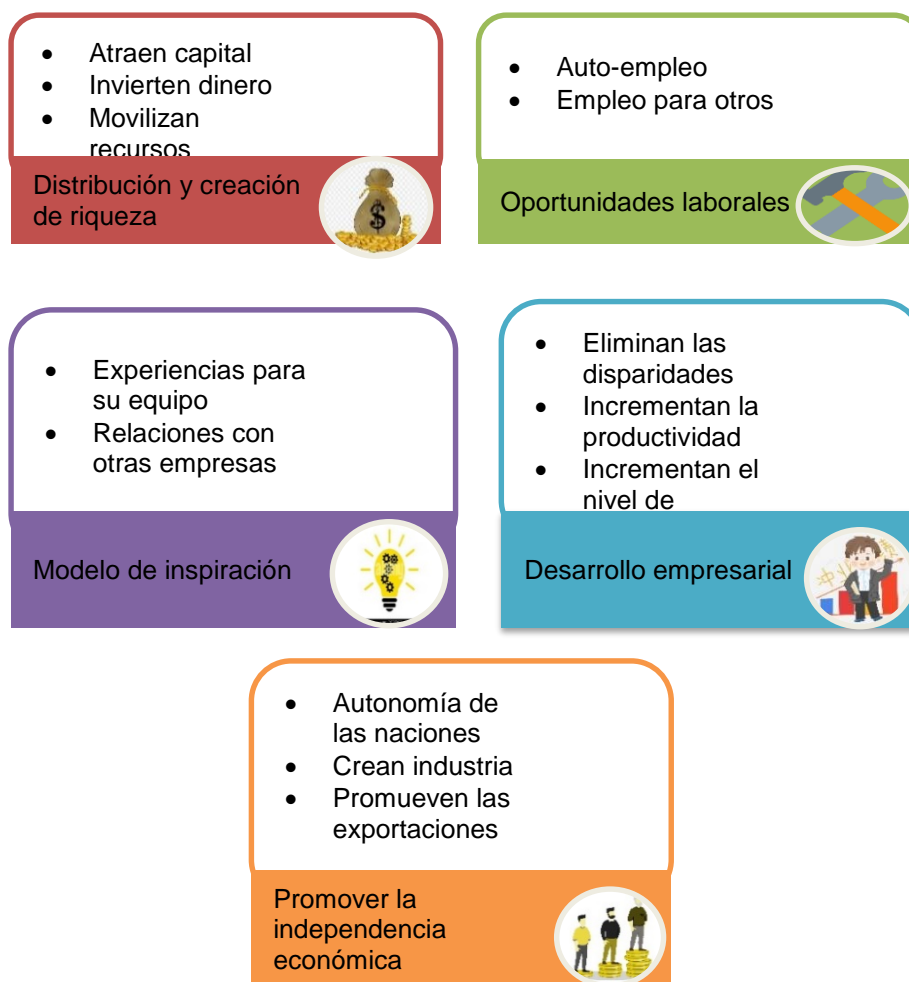 • Atraen capital
• Invierten dinero
• Movilizan
recursos
Distribución y creación
de riqueza
$
• Auto-empleo
• Empleo para otros
Oportunidades laborales
• Experiencias para
su equipo
• Relaciones con
otras empresas
Modelo de inspiración
• Eliminan las
disparidades
• Incrementan la
productividad
• Incrementan el
nivel de
Desarrollo empresarial
• Autonomía de
las naciones
• Crean industria
• Promueven las
exportaciones
Promover la
independencia
económica